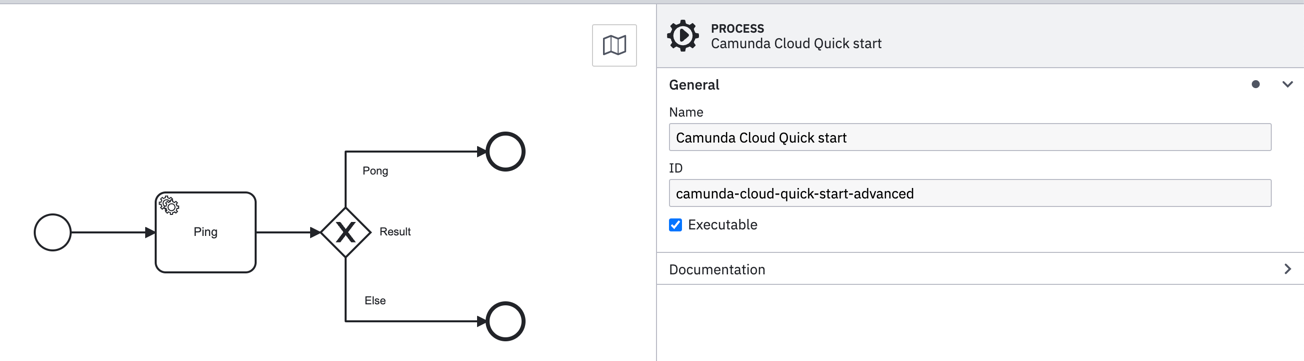 Pong
Ping
Result
Else
PROCESS
Camunda Cloud Quick start
General
Name
Camunda Cloud Quick start
ID
camunda-cloud-quick-start-advanced
Executable
Documentation